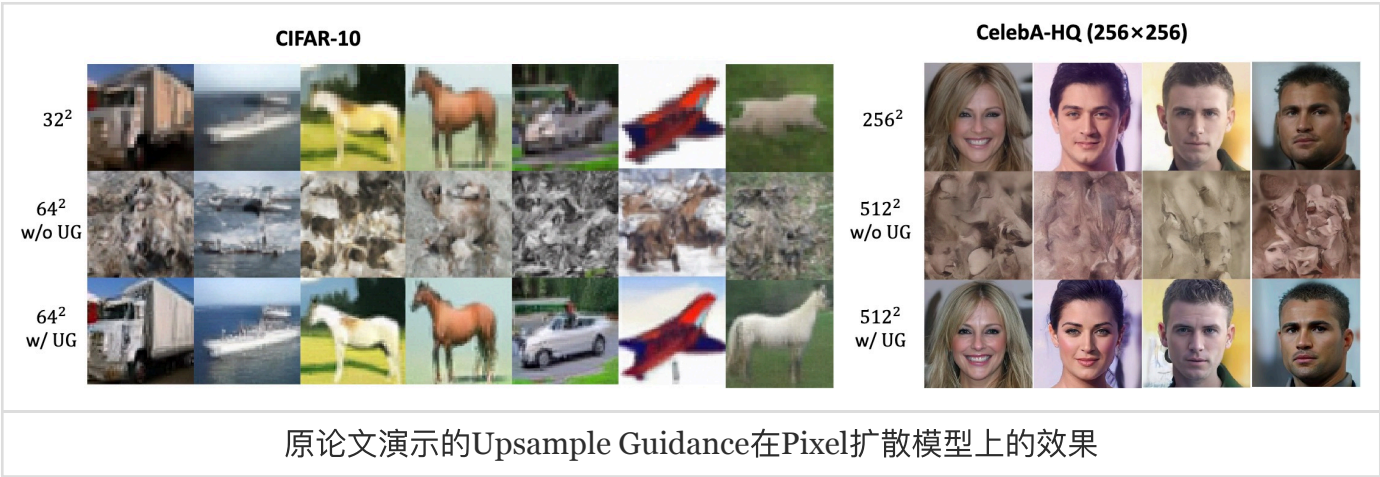 CIFAR-10
32²
64²
w/o UG
64²
w/ UG
CelebA-HQ (256×256)
256²
512²
w/o UG
512²
w/ UG
原论文演示的Upsample Guidance在Pixel扩散模型上的效果